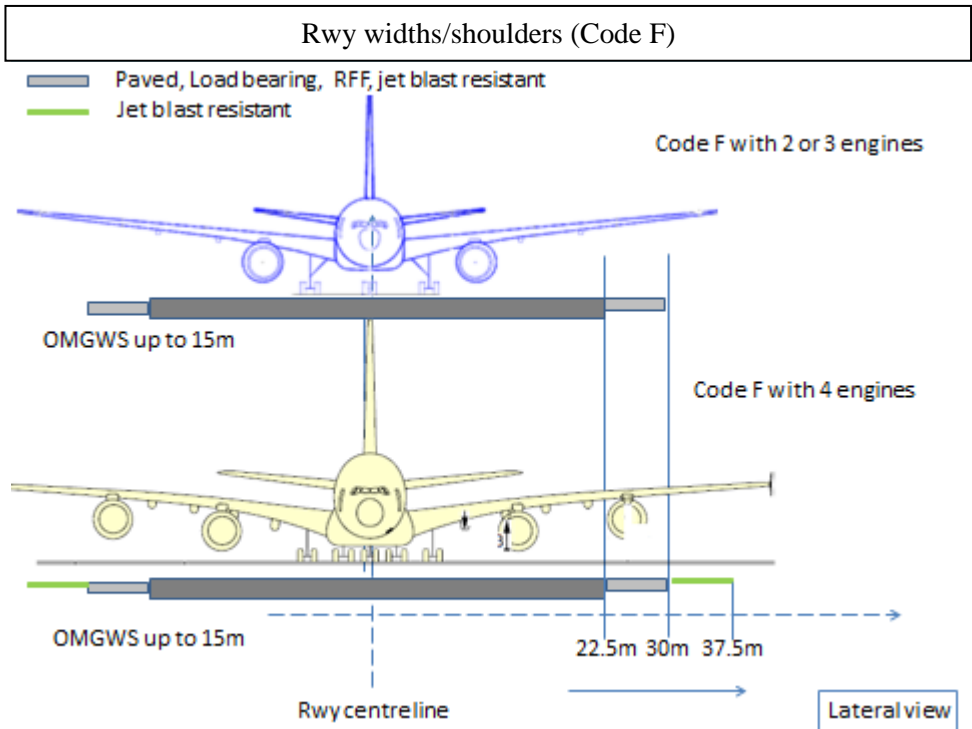 Rwy widths/shoulders (Code F)
Paved, Load bearing, RFF, jet blast resistant
Jet blast resistant
Code F with 2 or 3 engines
OMGWS up to 15m
Code F with 4 engines
3
OMGWS up to 15m
22.5m 30m 37.5m
Rwy centreline
Lateral view